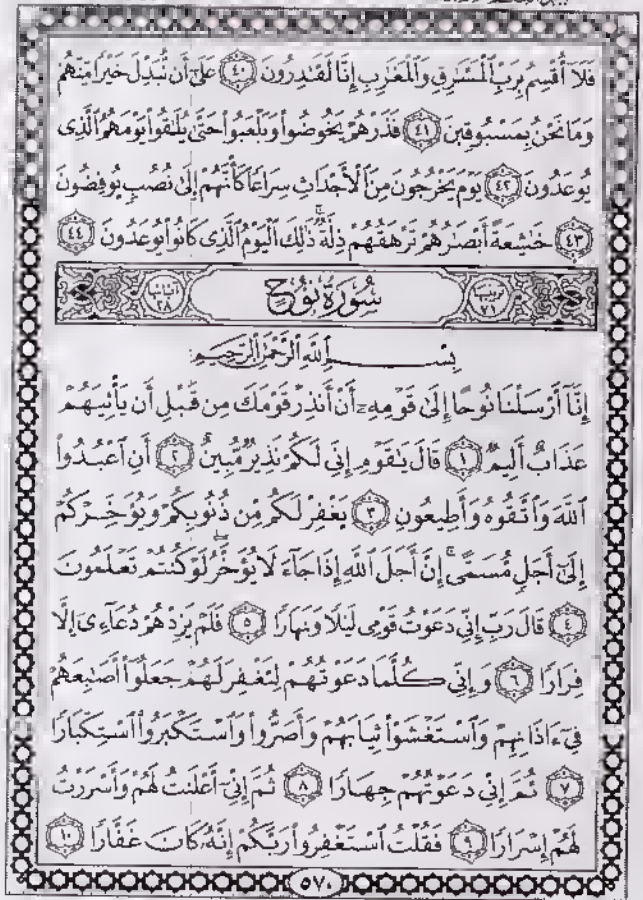 فَلَآ أُقْسِمُ بِرَبِّ ٱلْمَشَٰرِقِ وَٱلْمَغَٰرِبِ إِنَّا لَقَٰدِرُونَ ٤٠ عَلَىٰٓ أَن نُّبَدِّلَ خَيْرًا مِّنْهُمْ
وَمَا نَحْنُ بِمَسْبُوقِينَ ٤١ فَذَرْهُمْ يَخُوضُوا۟ وَيَلْعَبُوا۟ حَتَّىٰ يُلَٰقُوا۟ يَوْمَهُمُ ٱلَّذِى
يُوعَدُونَ ٤٢ يَوْمَ يَخْرُجُونَ مِنَ ٱلْأَجْدَاثِ سِرَاعًا كَأَنَّهُمْ إِلَىٰ نُصُبٍ يُوفِضُونَ
٤٣ خَٰشِعَةً أَبْصَٰرُهُمْ تَرْهَقُهُمْ ذِلَّةٌ ۚ ذَٰلِكَ ٱلْيَوْمُ ٱلَّذِى كَانُوا۟ يُوعَدُونَ ٤٤
ترتيبها ٧١ سُورَةُ نُوحٍ آياتها ٢٨
بِسْمِ ٱللَّهِ ٱلرَّحْمَٰنِ ٱلرَّحِيمِ
إِنَّآ أَرْسَلْنَا نُوحًا إِلَىٰ قَوْمِهِۦٓ أَنْ أَنذِرْ قَوْمَكَ مِن قَبْلِ أَن يَأْتِيَهُمْ
عَذَابٌ أَلِيمٌ ١ قَالَ يَٰقَوْمِ إِنِّى لَكُمْ نَذِيرٌ مُّبِينٌ ٢ أَنِ ٱعْبُدُوا۟
ٱللَّهَ وَٱتَّقُوهُ وَأَطِيعُونِ ٣ يَغْفِرْ لَكُم مِّن ذُنُوبِكُمْ وَيُؤَخِّرْكُمْ
إِلَىٰٓ أَجَلٍ مُّسَمًّى ۚ إِنَّ أَجَلَ ٱللَّهِ إِذَا جَآءَ لَا يُؤَخَّرُ ۖ لَوْ كُنتُمْ تَعْلَمُونَ
٤ قَالَ رَبِّ إِنِّى دَعَوْتُ قَوْمِى لَيْلًا وَنَهَارًا ٥ فَلَمْ يَزِدْهُمْ دُعَآءِىٓ إِلَّا
فِرَارًا ٦ وَإِنِّى كُلَّمَا دَعَوْتُهُمْ لِتَغْفِرَ لَهُمْ جَعَلُوٓا۟ أَصَٰبِعَهُمْ
فِىٓ ءَاذَانِهِمْ وَٱسْتَغْشَوْا۟ ثِيَابَهُمْ وَأَصَرُّوا۟ وَٱسْتَكْبَرُوا۟ ٱسْتِكْبَارًا
٧ ثُمَّ إِنِّى دَعَوْتُهُمْ جِهَارًا ٨ ثُمَّ إِنِّىٓ أَعْلَنتُ لَهُمْ وَأَسْرَرْتُ
لَهُمْ إِسْرَارًا ٩ فَقُلْتُ ٱسْتَغْفِرُوا۟ رَبَّكُمْ إِنَّهُۥ كَانَ غَفَّارًا ١٠
٥٧٠